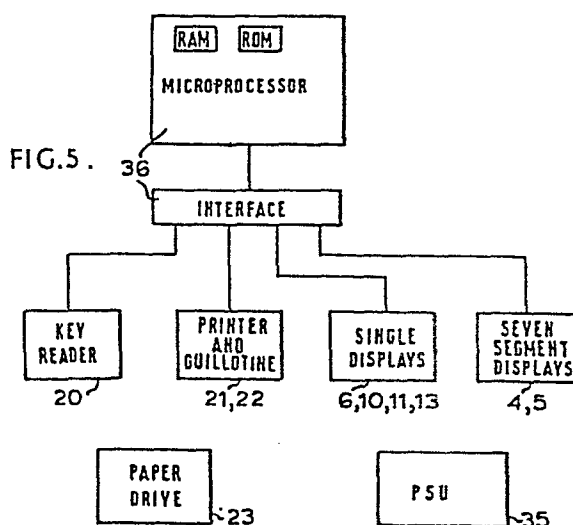 RAM ROM
MICROPROCESSOR
FIG.5. 36
INTERFACE
KEY
READER
20
PRINTER
AND
GUILLOTINE
21,22
SINGLE
DISPLAYS
6,10,11,13
SEVEN
SEGMENT
DISPLAYS
4,5
PAPER
DRIVE
23
PSU
35